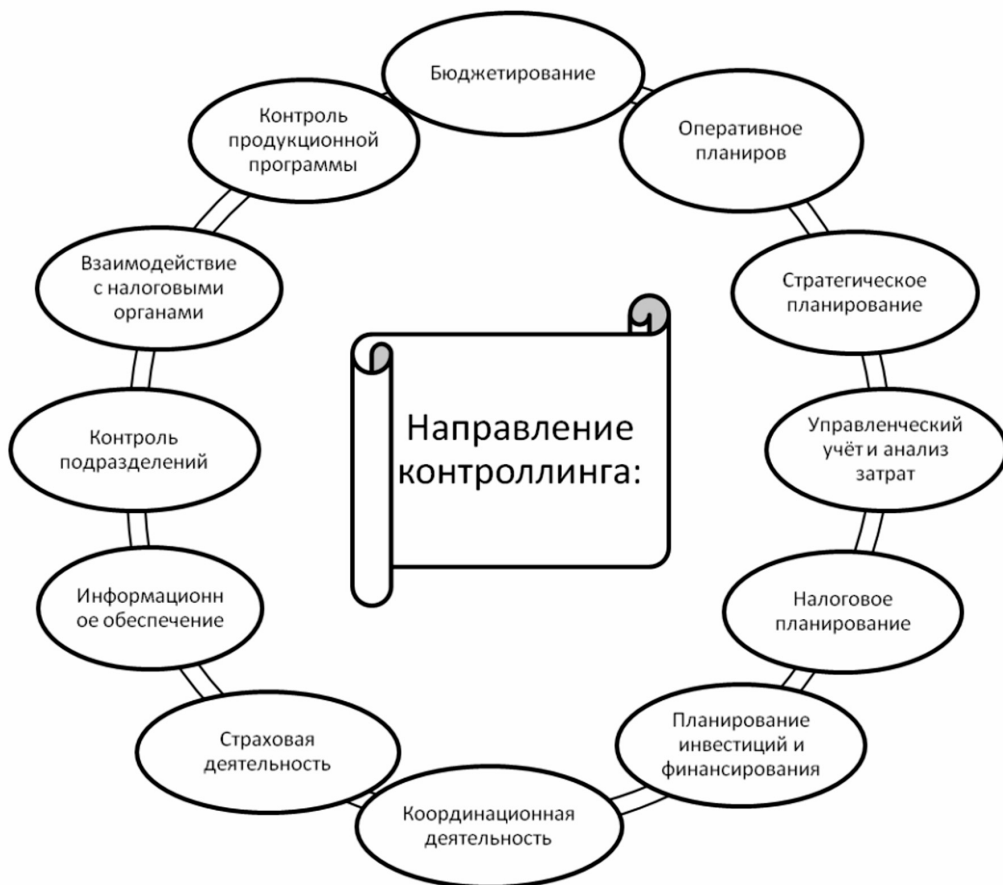 Бюджетирование
Оперативное
планиров
Стратегическое
планирование
Управленческий
учёт и анализ
затрат
Налоговое
планирование
Планирование
инвестиций и
финансирования
Координационная
деятельность
Страховая
деятельность
Информационн
ое обеспечение
Контроль
подразделений
Взаимодействие
с налоговыми
органами
Контроль
продукционной
программы
Направление
контроллинга: